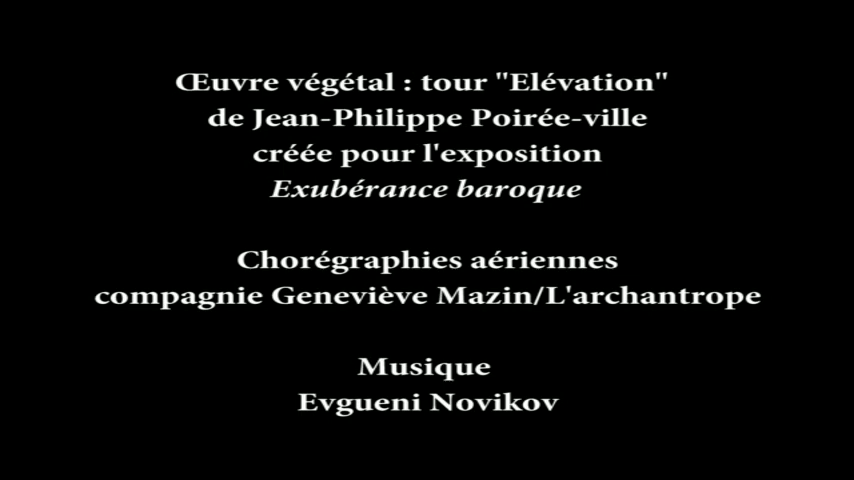 Œuvre végétal : tour "Elévation"
de Jean-Philippe Poirée-ville
créée pour l'exposition
Exubérance baroque
Chorégraphies aériennes
compagnie Geneviève Mazin/L'archantrope
Musique
Evgueni Novikov